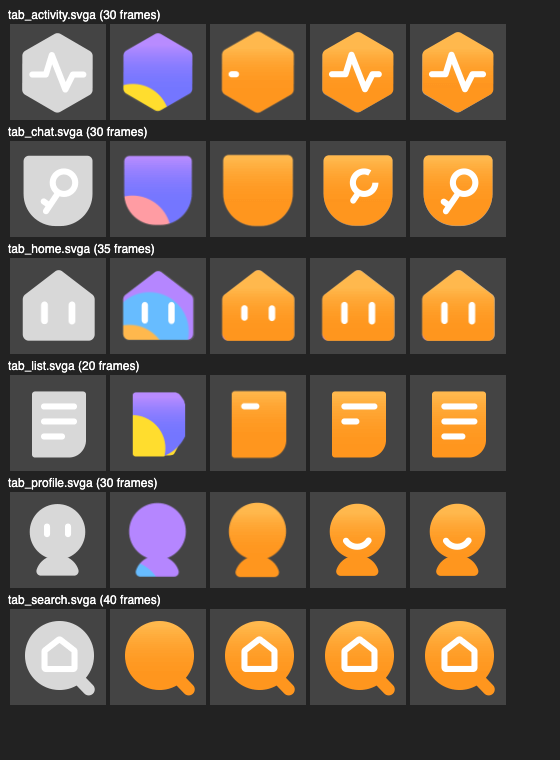 tab_activity.svga (30 frames)
tab_chat.svga (30 frames)
tab_home.svga (35 frames)
tab_list.svga (20 frames)
tab_profile.svga (30 frames)
tab_search.svga (40 frames)